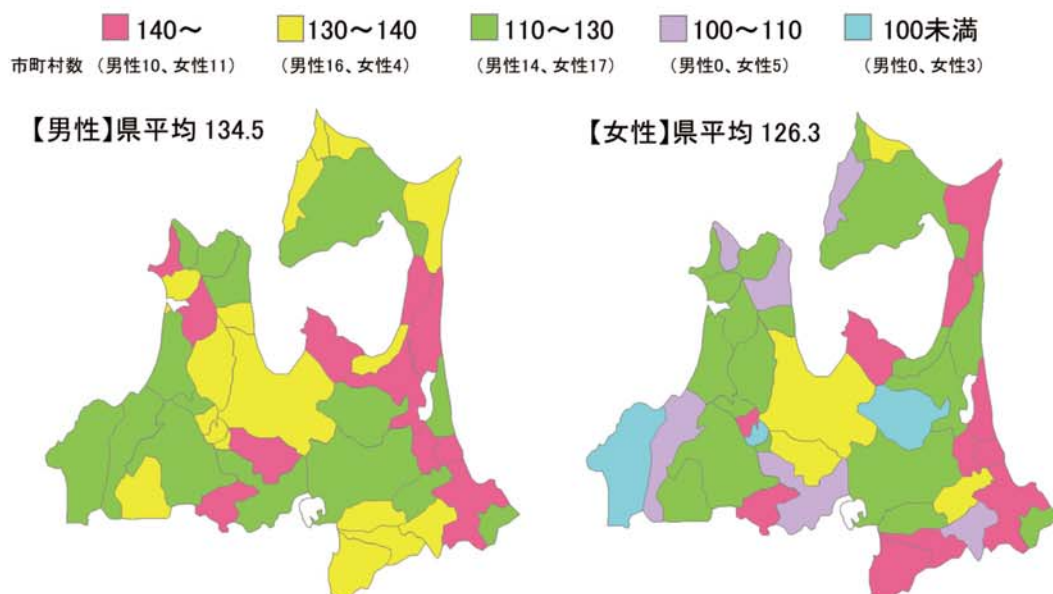 140～ 130～140 110～130 100～110 100未満
市町村数 （男性10、女性11） （男性16、女性4） （男性14、女性17） （男性0、女性5） （男性0、女性3）
【男性】県平均 134.5 【女性】県平均 126.3